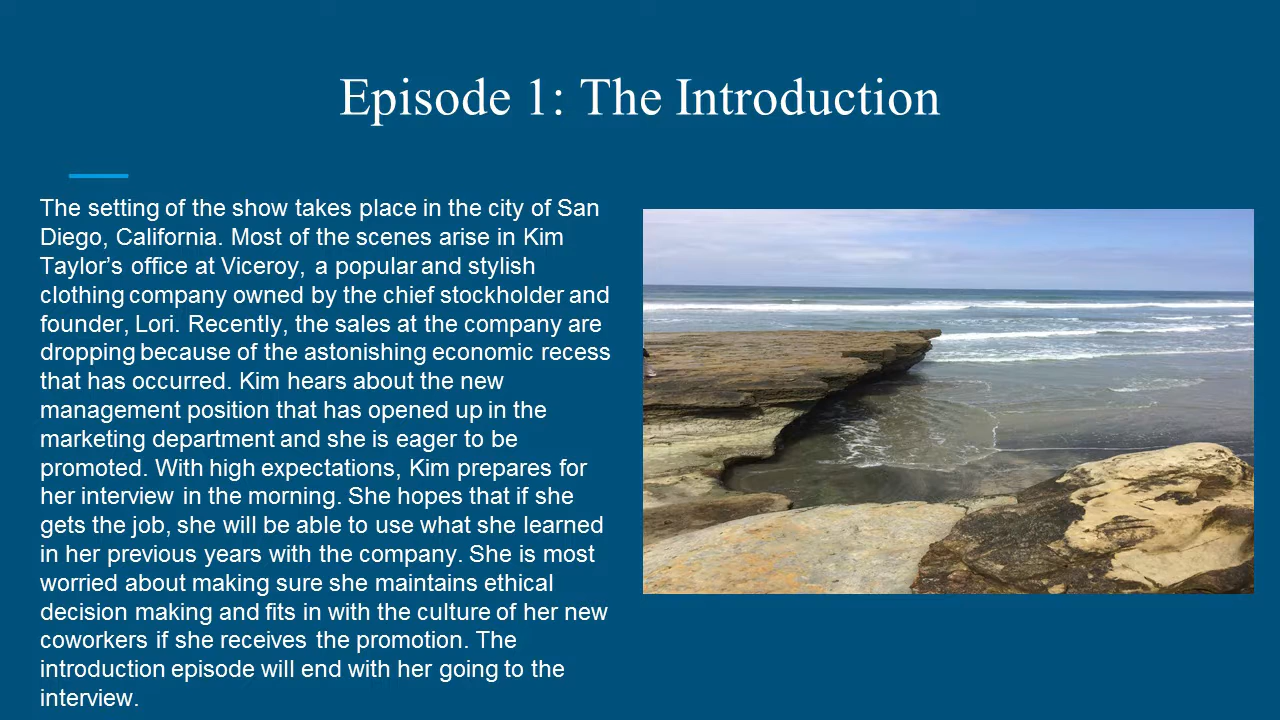 Episode 1: The Introduction
The setting of the show takes place in the city of San
Diego, California. Most of the scenes arise in Kim
Taylor’s office at Viceroy, a popular and stylish
clothing company owned by the chief stockholder and
founder, Lori. Recently, the sales at the company are
dropping because of the astonishing economic recess
that has occurred. Kim hears about the new
management position that has opened up in the
marketing department and she is eager to be
promoted. With high expectations, Kim prepares for
her interview in the morning. She hopes that if she
gets the job, she will be able to use what she learned
in her previous years with the company. She is most
worried about making sure she maintains ethical
decision making and fits in with the culture of her new
coworkers if she receives the promotion. The
introduction episode will end with her going to the
interview.